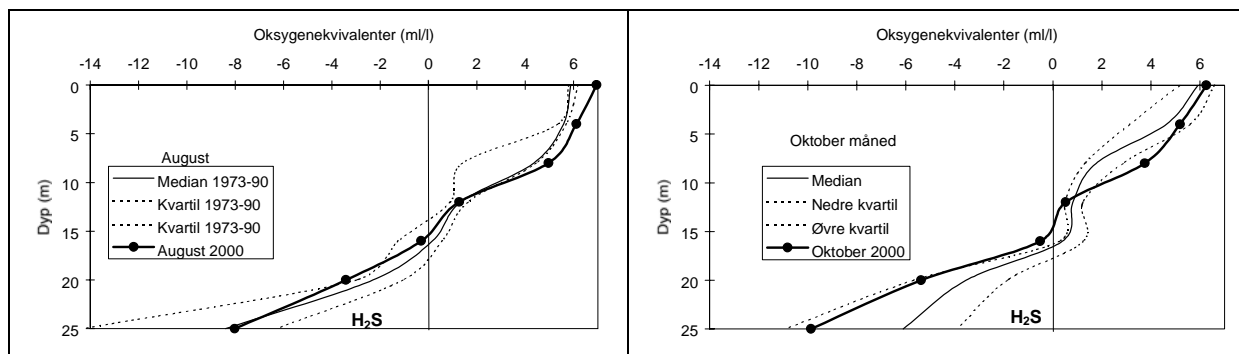 Oksygenekvivalenter (ml/l)
-14 -12 -10 -8 -6 -4 -2 0 2 4 6
0
5
10
15
20
25
Dyp (m)
August
Median 1973-90
Kvartil 1973-90
Kvartil 1973-90
August 2000
H₂S
Oksygenekvivalenter (ml/l)
-14 -12 -10 -8 -6 -4 -2 0 2 4 6
0
5
10
15
20
25
Dyp (m)
Oktober måned
Median
Nedre kvartil
Øvre kvartil
Oktober 2000
H₂S